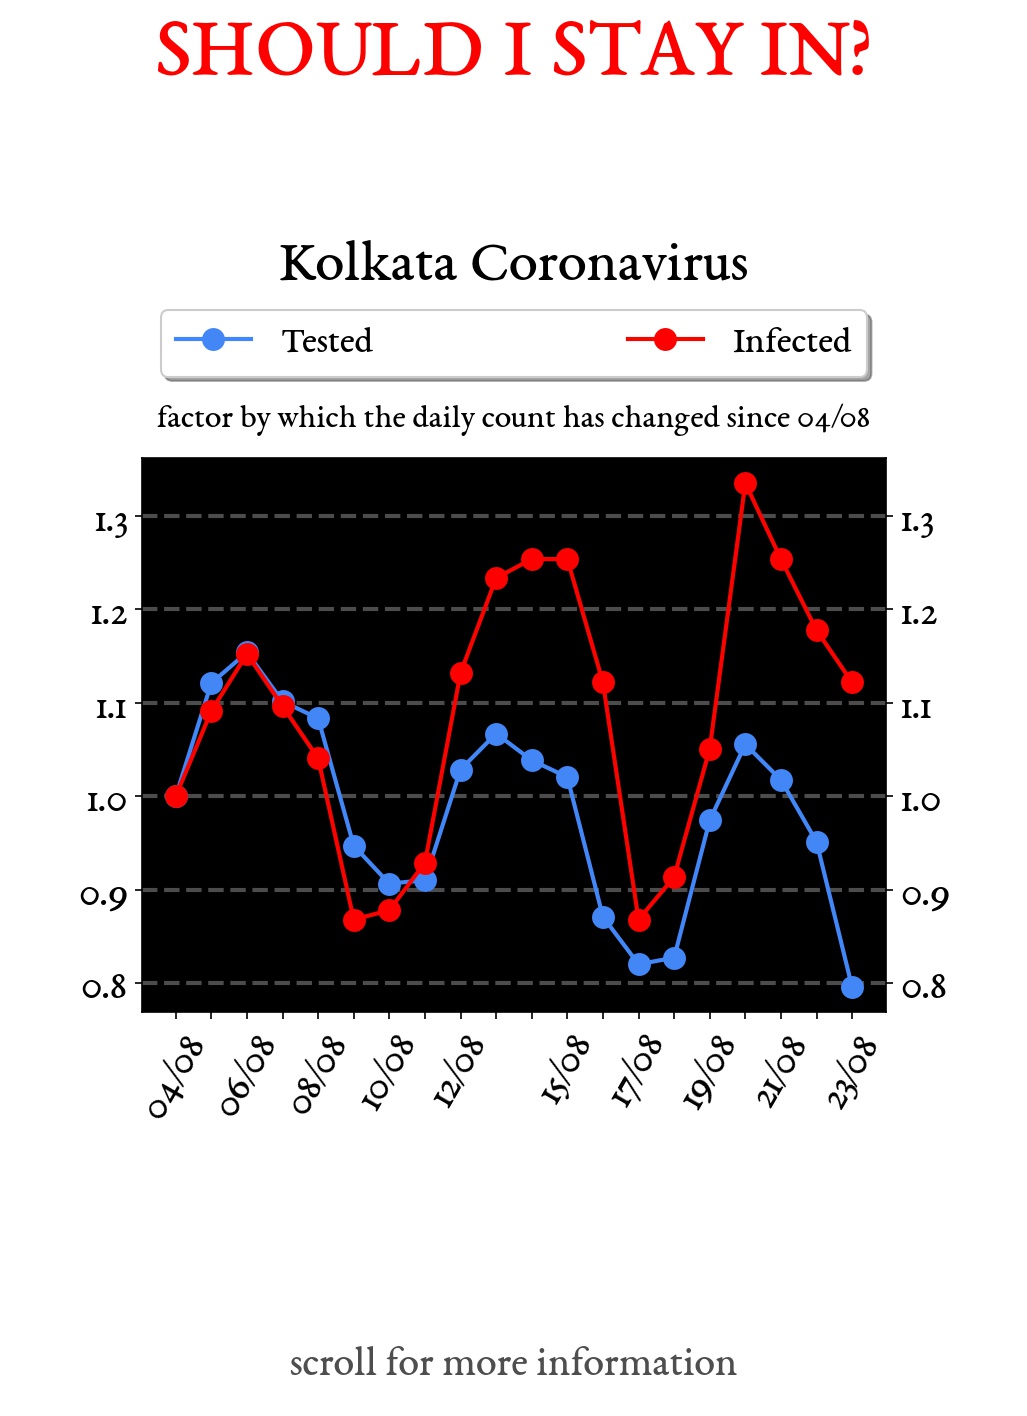 SHOULD I STAY IN?
Kolkata Coronavirus
Tested Infected
factor by which the daily count has changed since 04/08
1.3 1.3
1.2 1.2
1.1 1.1
1.0 1.0
0.9 0.9
0.8 0.8
04/08 06/08 08/08 10/08 12/08 15/08 17/08 19/08 21/08 23/08
scroll for more information